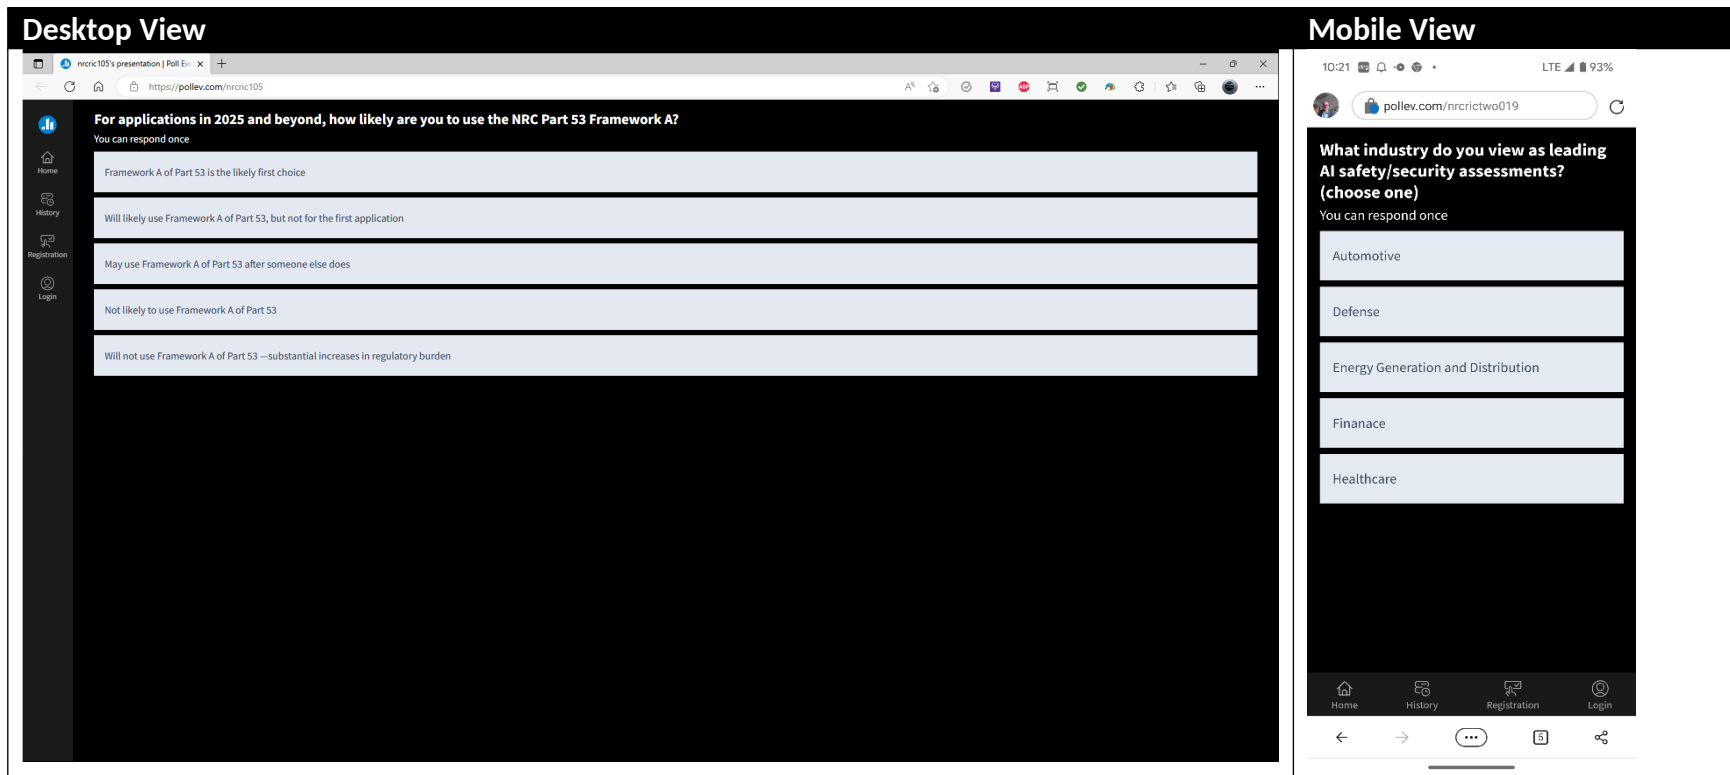 Desktop View
nrcric105's presentation | Poll Ev
https://pollev.com/nrcric105
For applications in 2025 and beyond, how likely are you to use the NRC Part 53 Framework A?
You can respond once
Framework A of Part 53 is the likely first choice
Will likely use Framework A of Part 53, but not for the first application
May use Framework A of Part 53 after someone else does
Not likely to use Framework A of Part 53
Will not use Framework A of Part 53 —substantial increases in regulatory burden
Home
History
Registration
Login
Mobile View
10:21 LTE 93%
pollev.com/nrcrictwo019
What industry do you view as leading
AI safety/security assessments?
(choose one)
You can respond once
Automotive
Defense
Energy Generation and Distribution
Finanace
Healthcare
Home History Registration Login
5